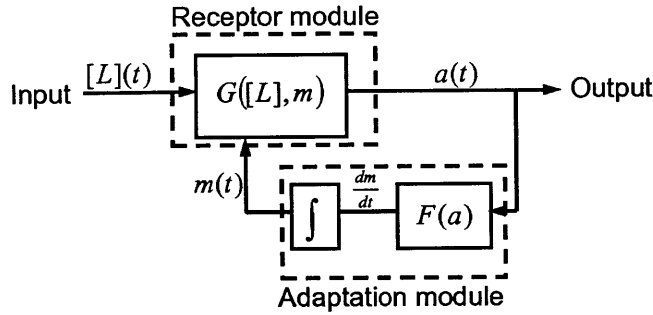 Receptor module
Input
[L](t)
G([L],m)
a(t)
Output
m(t)
∫
dm/dt
F(a)
Adaptation module